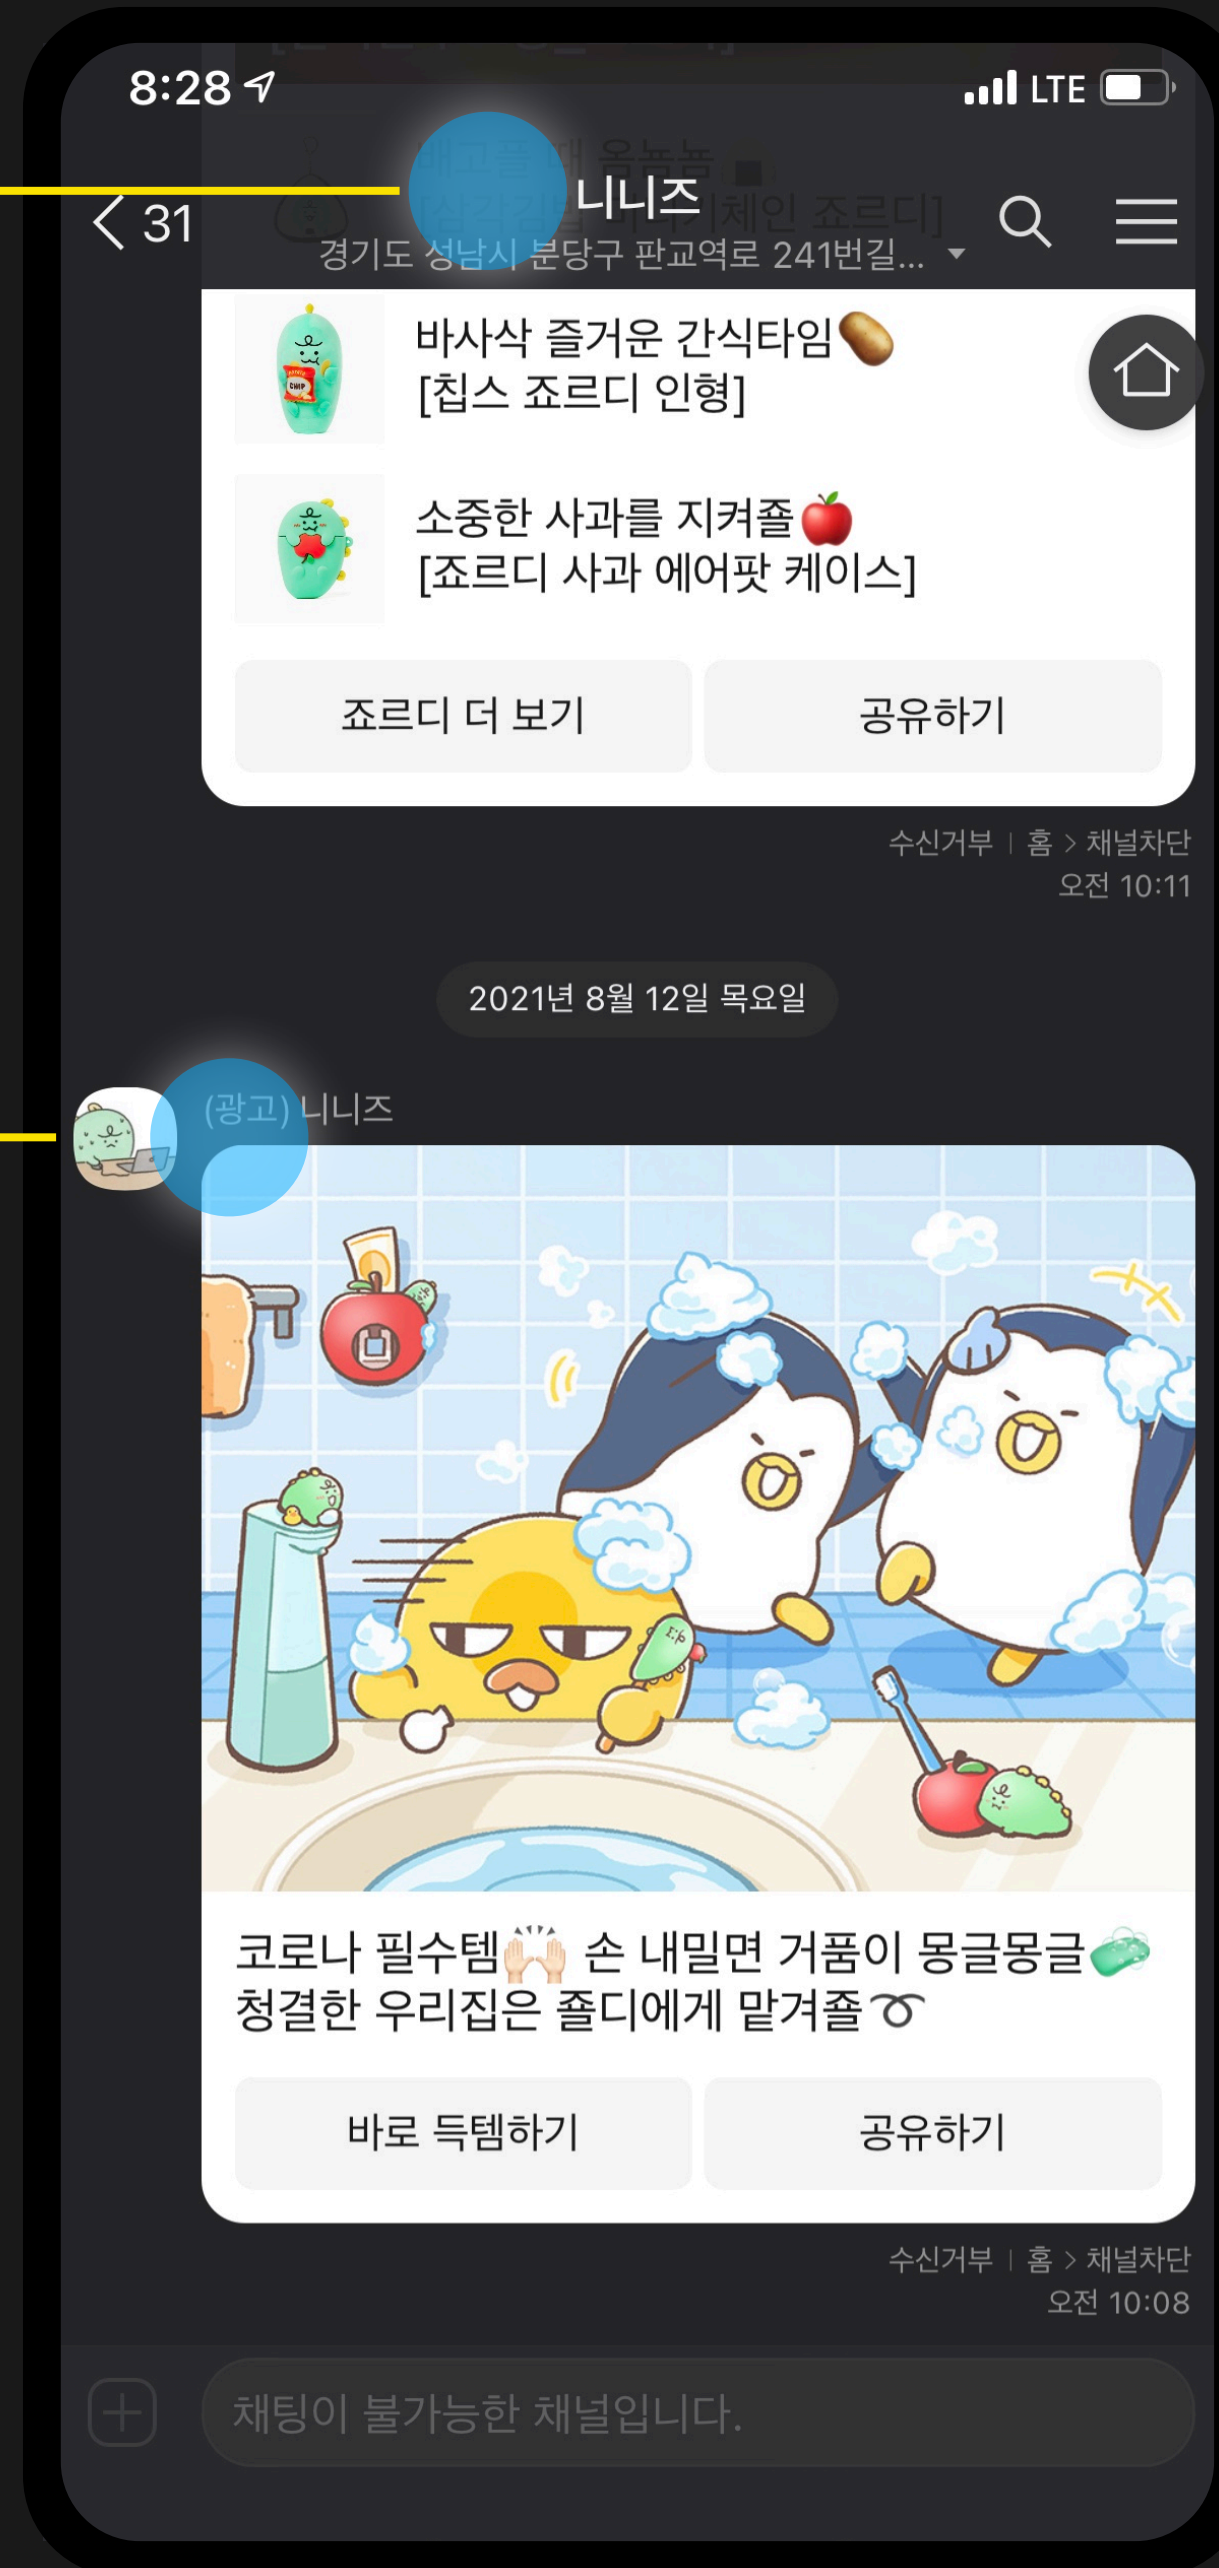 8:28
LTE
31
니니즈
경기도 성남시 분당구 판교역로 241번길...
바사삭 즐거운 간식타임🥔
[칩스 죠르디 인형]
CHIP
소중한 사과를 지켜죨🍎
[죠르디 사과 에어팟 케이스]
죠르디 더 보기
공유하기
수신거부 | 홈 > 채널차단
오전 10:11
2021년 8월 12일 목요일
(광고) 니니즈
코로나 필수템🙌🏻 손 내밀면 거품이 몽글몽글🧼
청결한 우리집은 죨디에게 맡겨죨➰
바로 득템하기
공유하기
수신거부 | 홈 > 채널차단
오전 10:08
채팅이 불가능한 채널입니다.